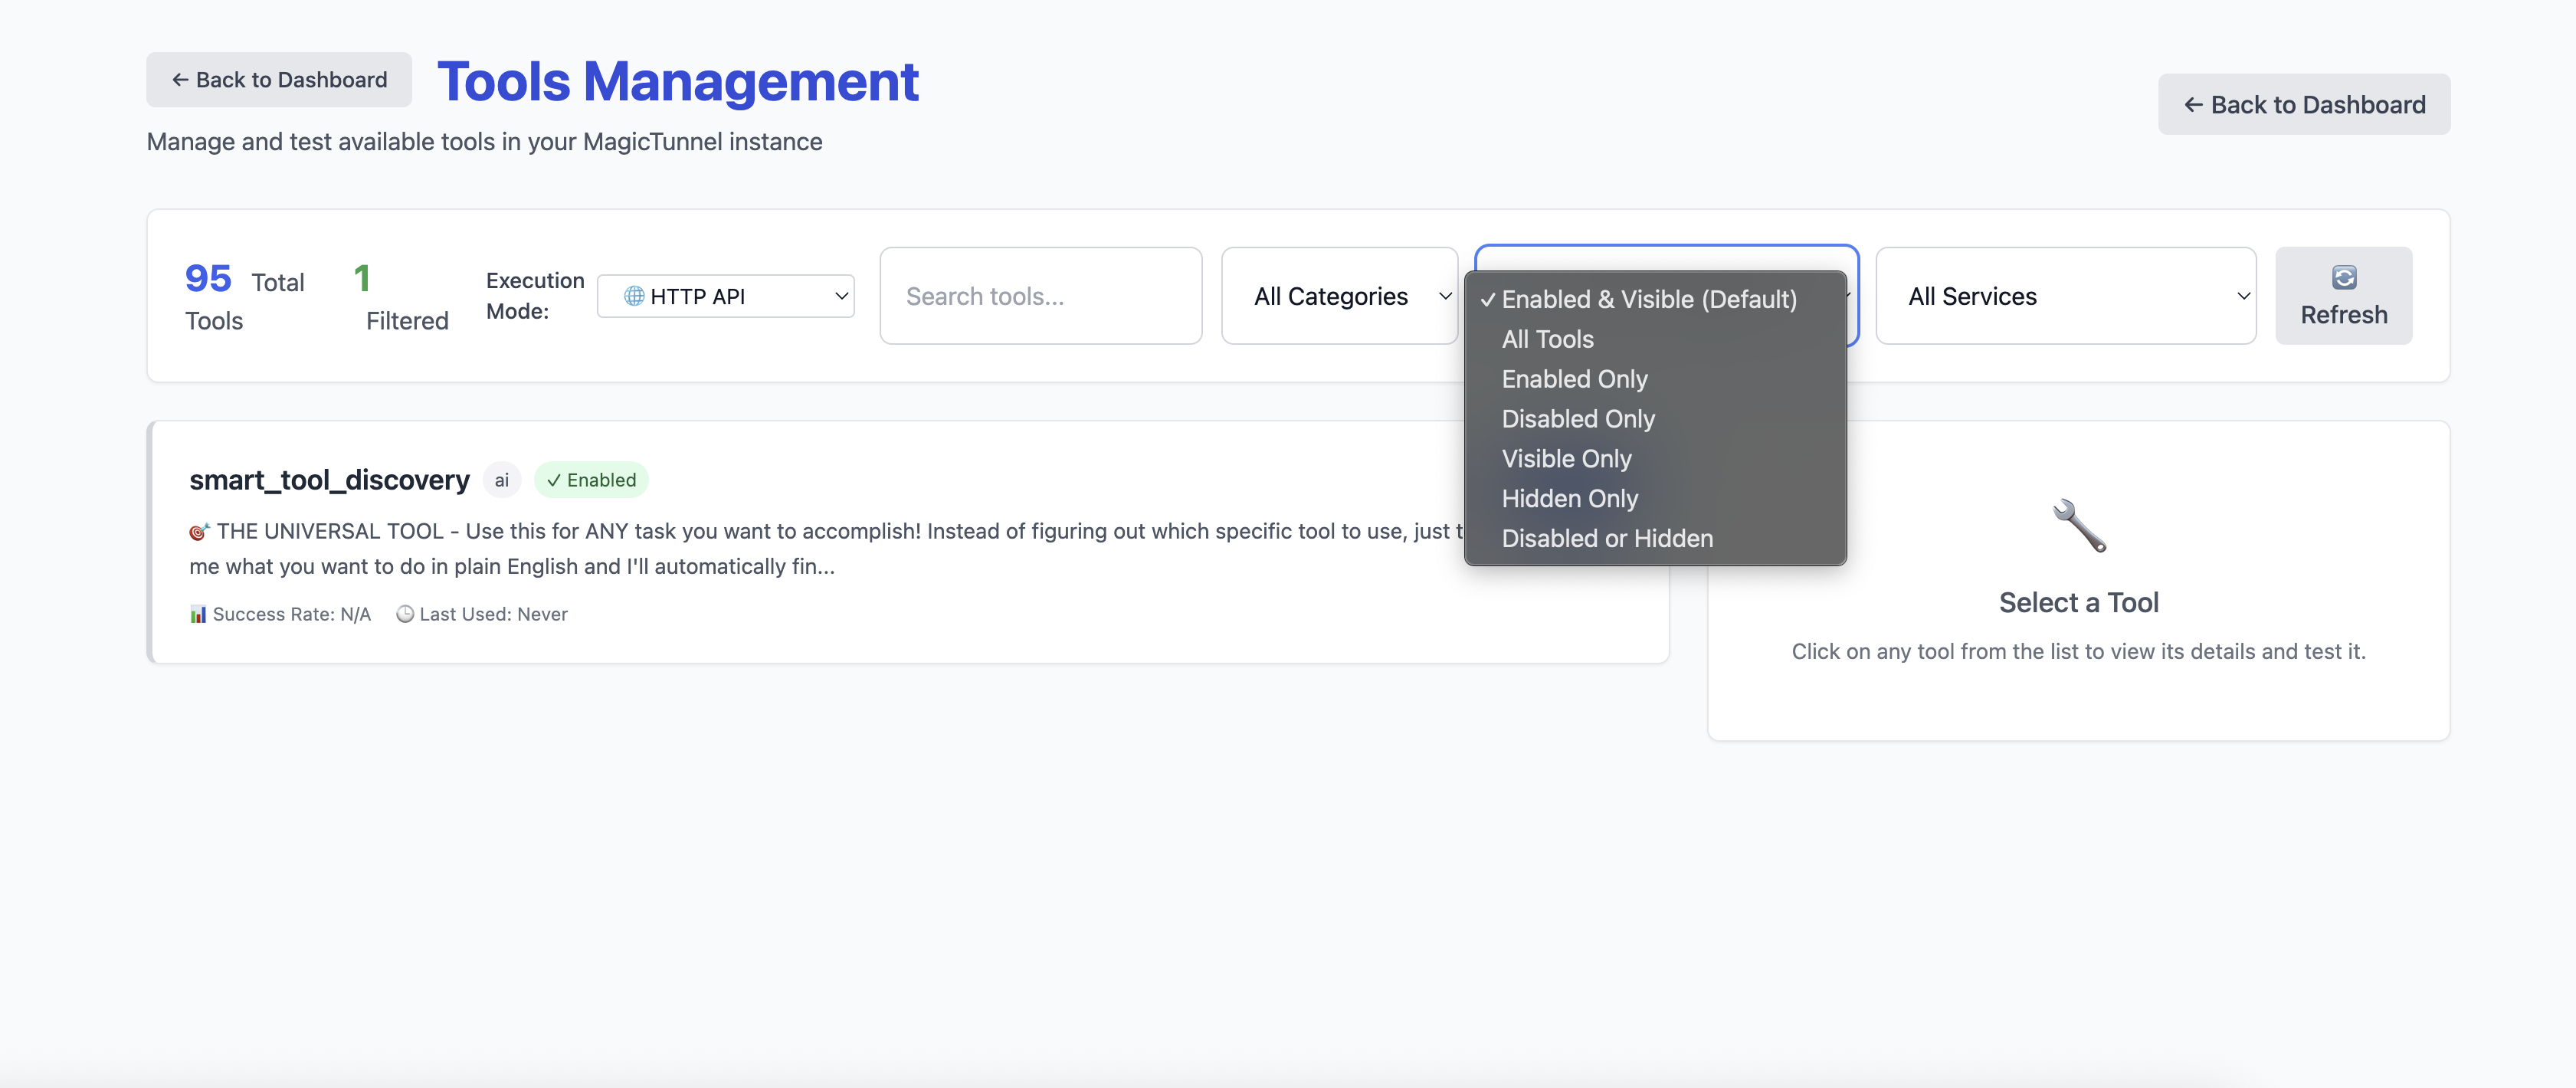 ← Back to Dashboard
Tools Management
← Back to Dashboard
Manage and test available tools in your MagicTunnel instance
95 Total
Tools
1
Filtered
Execution
Mode:
🌐 HTTP API
Search tools...
All Categories
✓ Enabled & Visible (Default)
All Tools
Enabled Only
Disabled Only
Visible Only
Hidden Only
Disabled or Hidden
All Services
Refresh
smart_tool_discovery ai ✓ Enabled
🎯 THE UNIVERSAL TOOL - Use this for ANY task you want to accomplish! Instead of figuring out which specific tool to use, just
me what you want to do in plain English and I'll automatically fin...
📊 Success Rate: N/A 🕒 Last Used: Never
Select a Tool
Click on any tool from the list to view its details and test it.